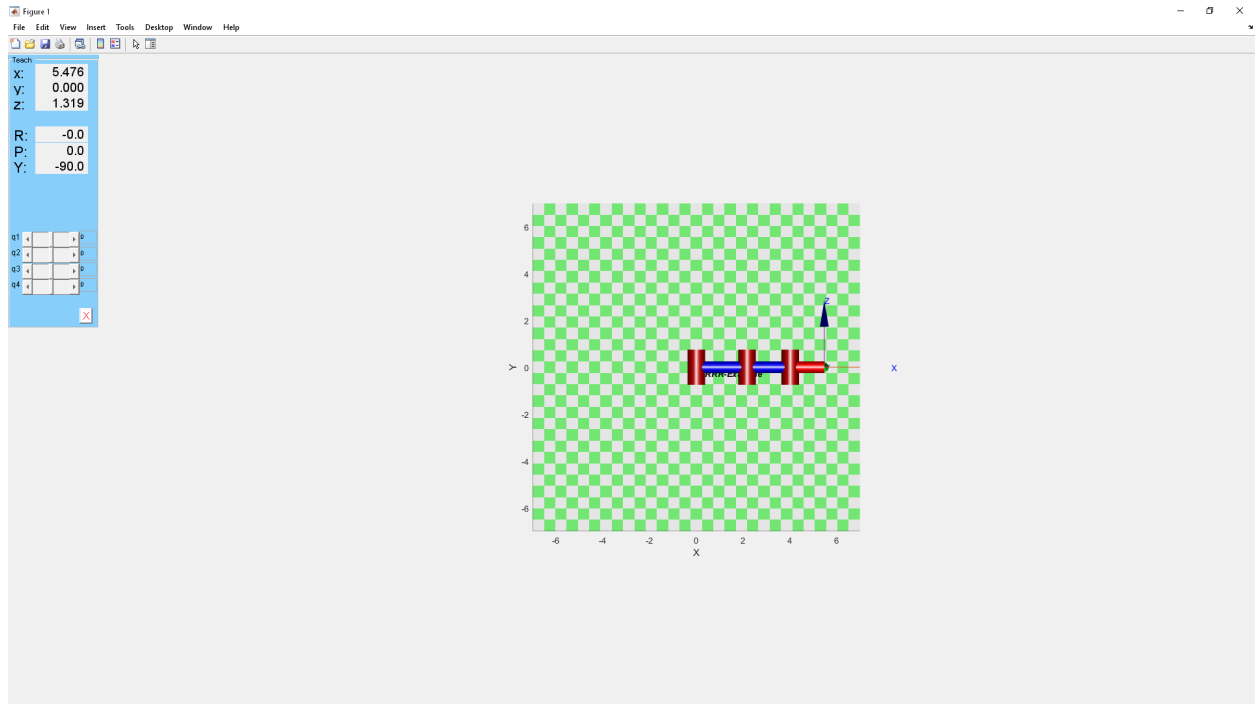 Figure 1
File Edit View Insert Tools Desktop Window Help
Teach
x: 5.476
y: 0.000
z: 1.319
R: -0.0
P: 0.0
Y: -90.0
q1 0
q2 0
q3 0
q4 0
X
6
4
2
0
-2
-4
-6
Y
z
X
-6 -4 -2 0 2 4 6
X